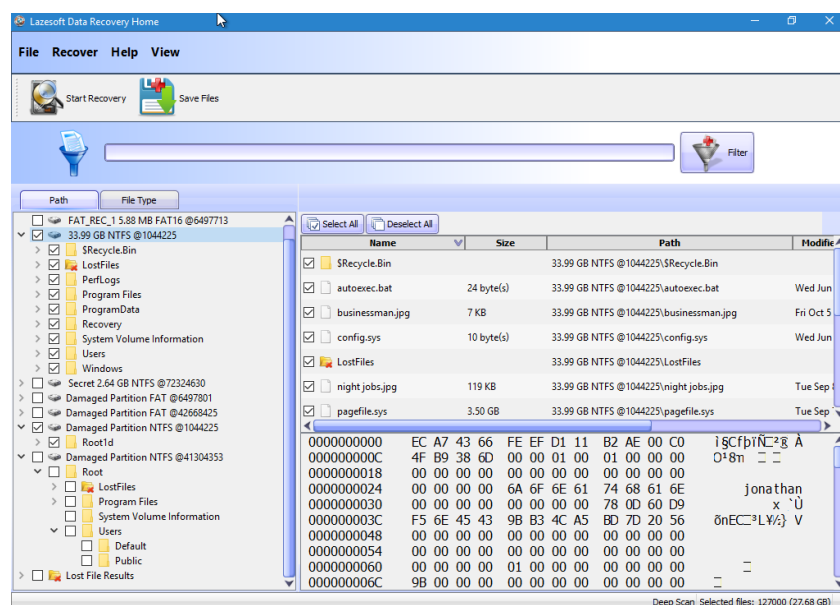 Lazesoft Data Recovery Home
File Recover Help View
Start Recovery Save Files
Filter
Path File Type
FAT_REC_1 5.88 MB FAT16 @6497713
33.99 GB NTFS @1044225
$Recycle.Bin
LostFiles
PerfLogs
Program Files
ProgramData
Recovery
System Volume Information
Users
Windows
Secret 2.64 GB NTFS @72324630
Damaged Partition FAT @6497801
Damaged Partition FAT @42668425
Damaged Partition NTFS @1044225
Root1d
Damaged Partition NTFS @41304353
Root
LostFiles
Program Files
System Volume Information
Users
Default
Public
Lost File Results
Select All Deselect All
Name Size Path Modifie
$Recycle.Bin 33.99 GB NTFS @1044225\$Recycle.Bin
autoexec.bat 24 byte(s) 33.99 GB NTFS @1044225\autoexec.bat Wed Jun
businessman.jpg 7 KB 33.99 GB NTFS @1044225\businessman.jpg Fri Oct 5
config.sys 10 byte(s) 33.99 GB NTFS @1044225\config.sys Wed Jun
LostFiles 33.99 GB NTFS @1044225\LostFiles
night jobs.jpg 119 KB 33.99 GB NTFS @1044225\night jobs.jpg Tue Sep
pagefile.sys 3.50 GB 33.99 GB NTFS @1044225\pagefile.sys Tue Sep
0000000000 EC A7 43 66 FE EF D1 11 B2 AE 00 C0
000000000C 4F B9 38 6D 00 00 01 00 01 00 00 00
0000000018 00 00 00 00 00 00 00 00 00 00 00 00
0000000024 00 00 00 00 6A 6F 6E 61 74 68 61 6E jonathan
0000000030 00 00 00 00 00 00 00 00 78 0D 60 D9 x `Ù
000000003C F5 6E 45 43 9B B3 4C A5 BD 7D 20 56
0000000048 00 00 00 00 00 00 00 00 00 00 00 00
0000000054 00 00 00 00 00 00 00 00 00 00 00 00
0000000060 00 00 00 00 01 00 00 00 00 00 00 00
000000006C 9B 00 00 00 00 00 00 00 00 00 00 00
Deep Scan Selected files: 127000 (27.68 GB)